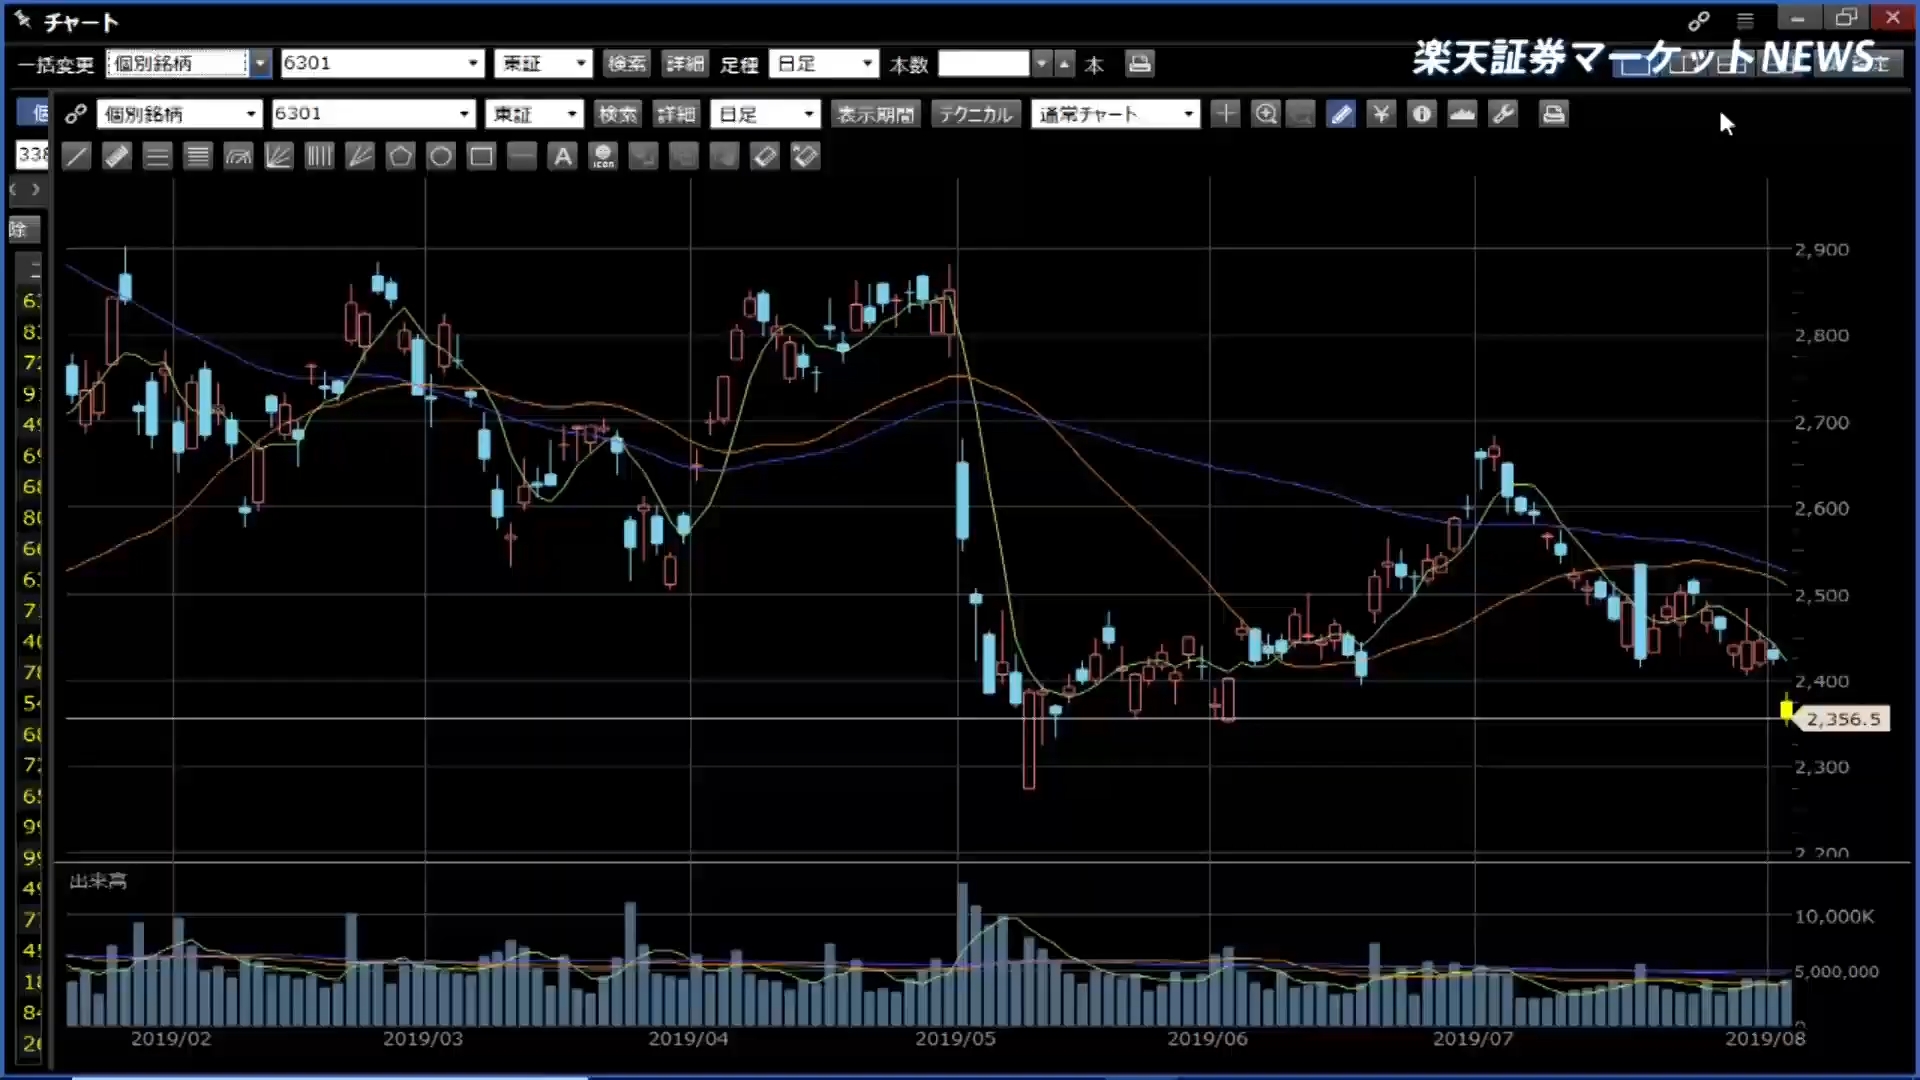 チャート
一括変更 個別銘柄 6301 東証 検索 詳細 足種 日足 本数 本
楽天証券マーケットNEWS
個別銘柄 6301 東証 検索 詳細 日足 表示期間 テクニカル 通常チャート
A
icon
除
2,900
2,800
2,700
2,600
2,500
2,400
2,356.5
2,300
2,200
出来高
10,000K
5,000,000
0
2019/02 2019/03 2019/04 2019/05 2019/06 2019/07 2019/08